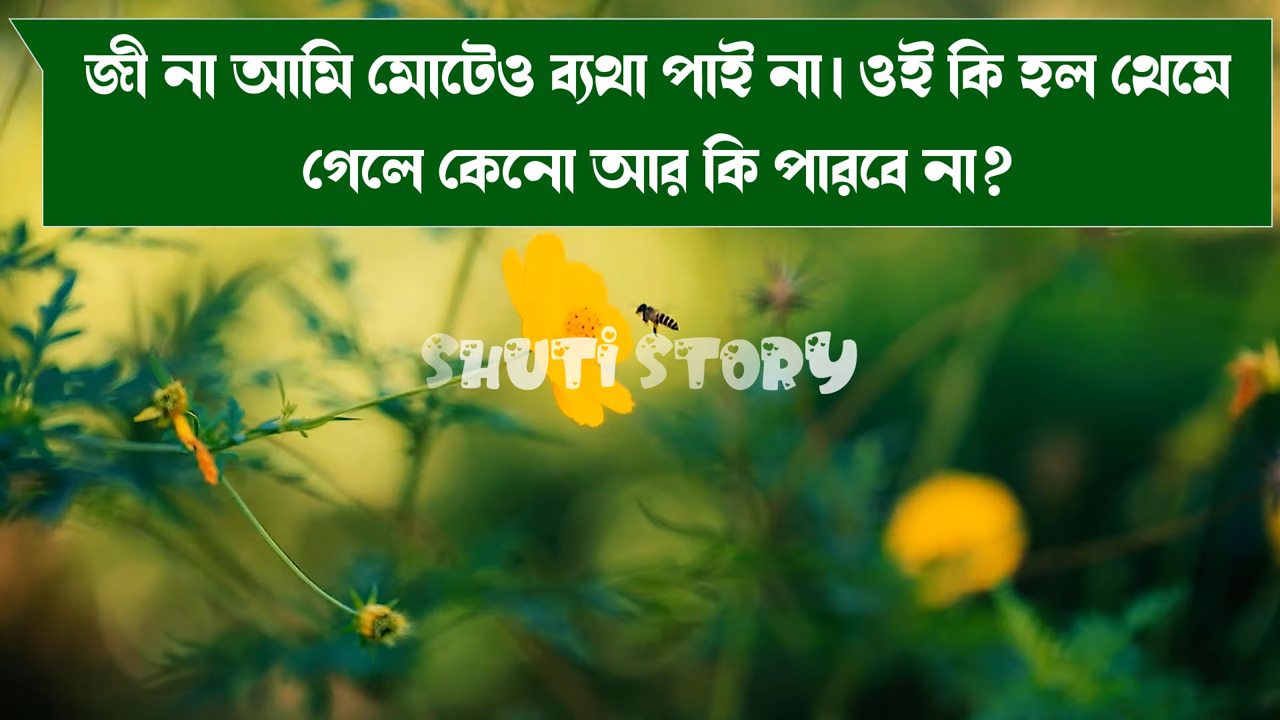 জী না আমি মোটেও ব্যথা পাই না। ওই কি হল থেমে
গেলে কেনো আর কি পারবে না?
SHUTI STORY